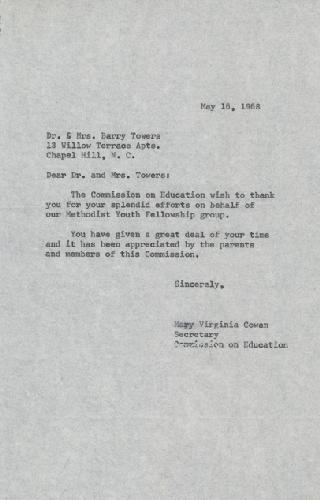 May 16, 1968
Dr. & Mrs. Barry Towers
13 Willow Terrace Apts.
Chapel Hill, N. C.
Dear Dr. and Mrs. Towers:
The Commission on Education wish to thank
you for your splendid efforts on behalf of
our Methodist Youth Fellowship group.
You have given a great deal of your time
and it has been appreciated by the parents
and members of this Commission.
Sincerely,
Mary Virginia Cowan
Secretary
Commission on Education